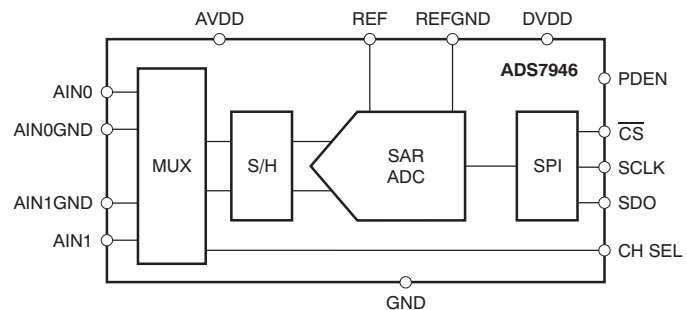 AVDD
REF
REFGND
DVDD
ADS7946
PDEN
AIN0
AIN0GND
MUX
S/H
SAR
ADC
SPI
CS
SCLK
SDO
AIN1GND
AIN1
CH SEL
GND